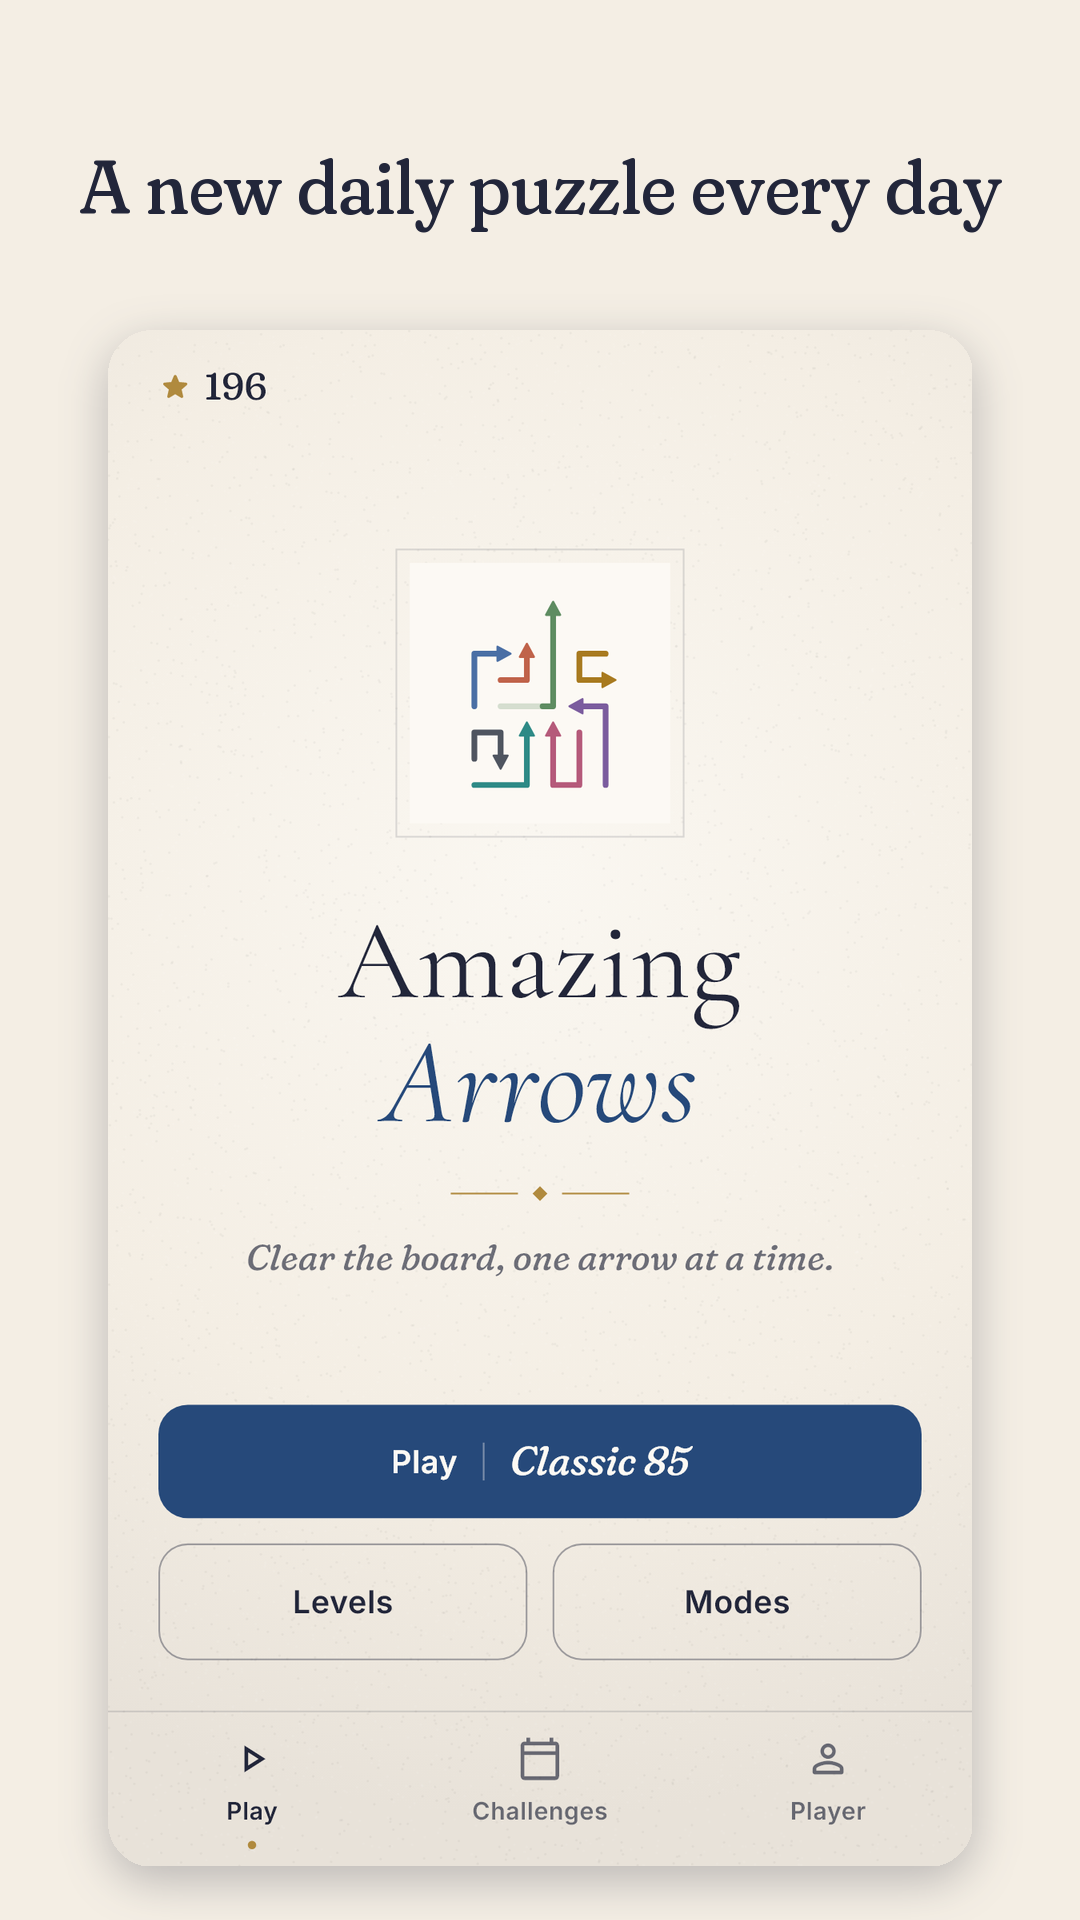 A new daily puzzle every day
196
Amazing
Arrows
Clear the board, one arrow at a time.
Play | Classic 85
Levels Modes
Play Challenges Player